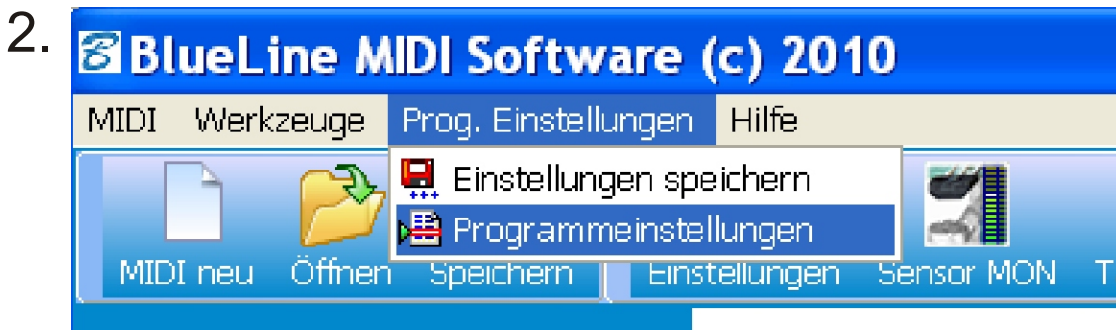 2.
BlueLine MIDI Software (c) 2010
MIDI Werkzeuge Prog. Einstellungen Hilfe
Einstellungen speichern
Programmeinstellungen
MIDI neu Öffnen Speichern Einstellungen Sensor MON T